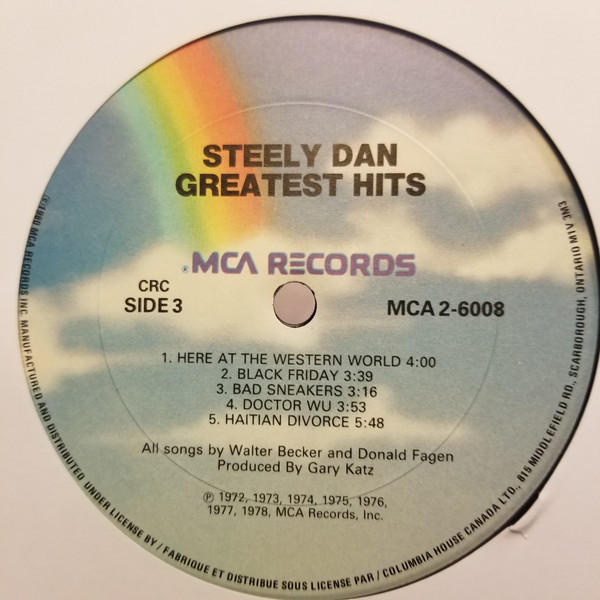 STEELY DAN
GREATEST HITS
®MCA RECORDS
CRC
SIDE 3
MCA 2-6008
1. HERE AT THE WESTERN WORLD 4:00
2. BLACK FRIDAY 3:39
3. BAD SNEAKERS 3:16
4. DOCTOR WU 3:53
5. HAITIAN DIVORCE 5:48
All songs by Walter Becker and Donald Fagen
Produced By Gary Katz
℗ 1972, 1973, 1974, 1975, 1976,
1977, 1978, MCA Records, Inc.
©1980 MCA RECORDS INC. MANUFACTURED AND DISTRIBUTED UNDER LICENSE BY / FABRIQUE ET DISTRIBUE SOUS LICENSE PAR / COLUMBIA HOUSE CANADA LTD., 815 MIDDLEFIELD RD., SCARBOROUGH, ONTARIO M1V 3M3